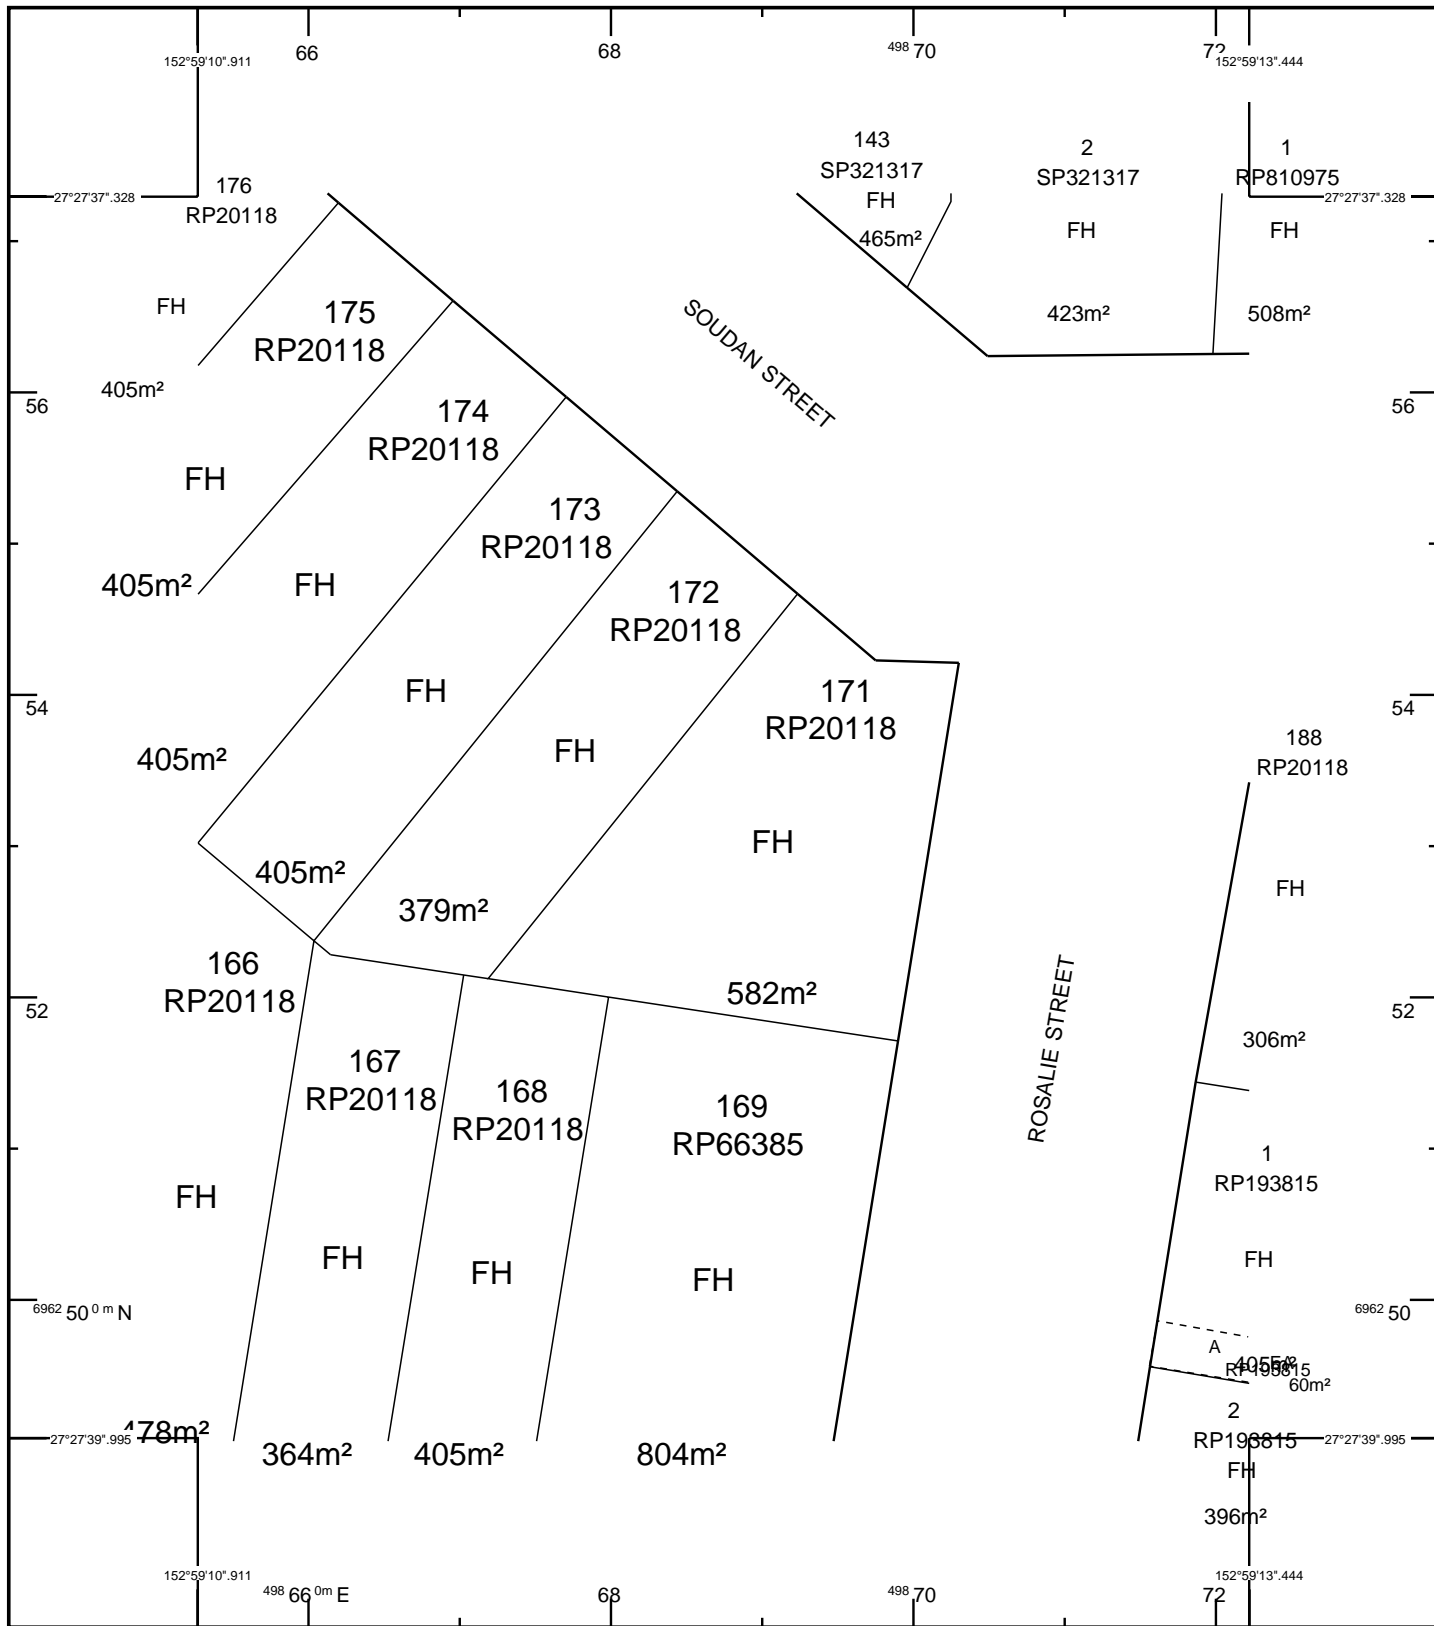 66
68
498 70
72
152°59'10".911
152°59'13".444
143
SP321317
FH
465m²
2
SP321317
FH
423m²
1
RP810975
FH
508m²
27°27'37".328
27°27'37".328
176
RP20118
FH
405m²
175
RP20118
FH
405m²
SOUDAN STREET
56
56
174
RP20118
FH
405m²
173
RP20118
FH
405m²
172
RP20118
FH
379m²
171
RP20118
FH
582m²
54
54
188
RP20118
FH
306m²
166
RP20118
FH
478m²
52
52
167
RP20118
FH
364m²
168
RP20118
FH
405m²
169
RP66385
FH
804m²
ROSALIE STREET
1
RP193815
FH
405m²
6962 50 0 m N
6962 50
A
RP193815
60m²
2
RP193815
FH
396m²
27°27'39".995
27°27'39".995
152°59'10".911
152°59'13".444
498 66 0m E
68
498 70
72